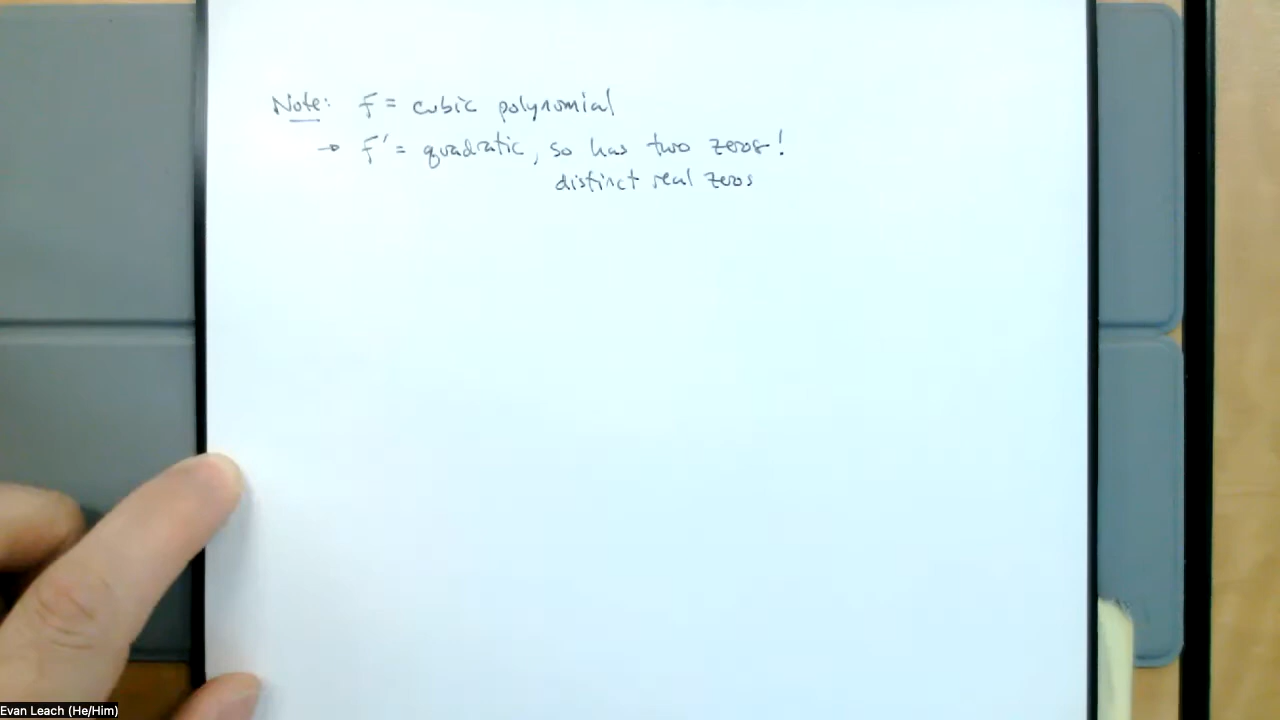 Note: f = cubic polynomial
→ f' = quadratic, so has two zeros!
distinct real zeros
Evan Leach (He/Him)